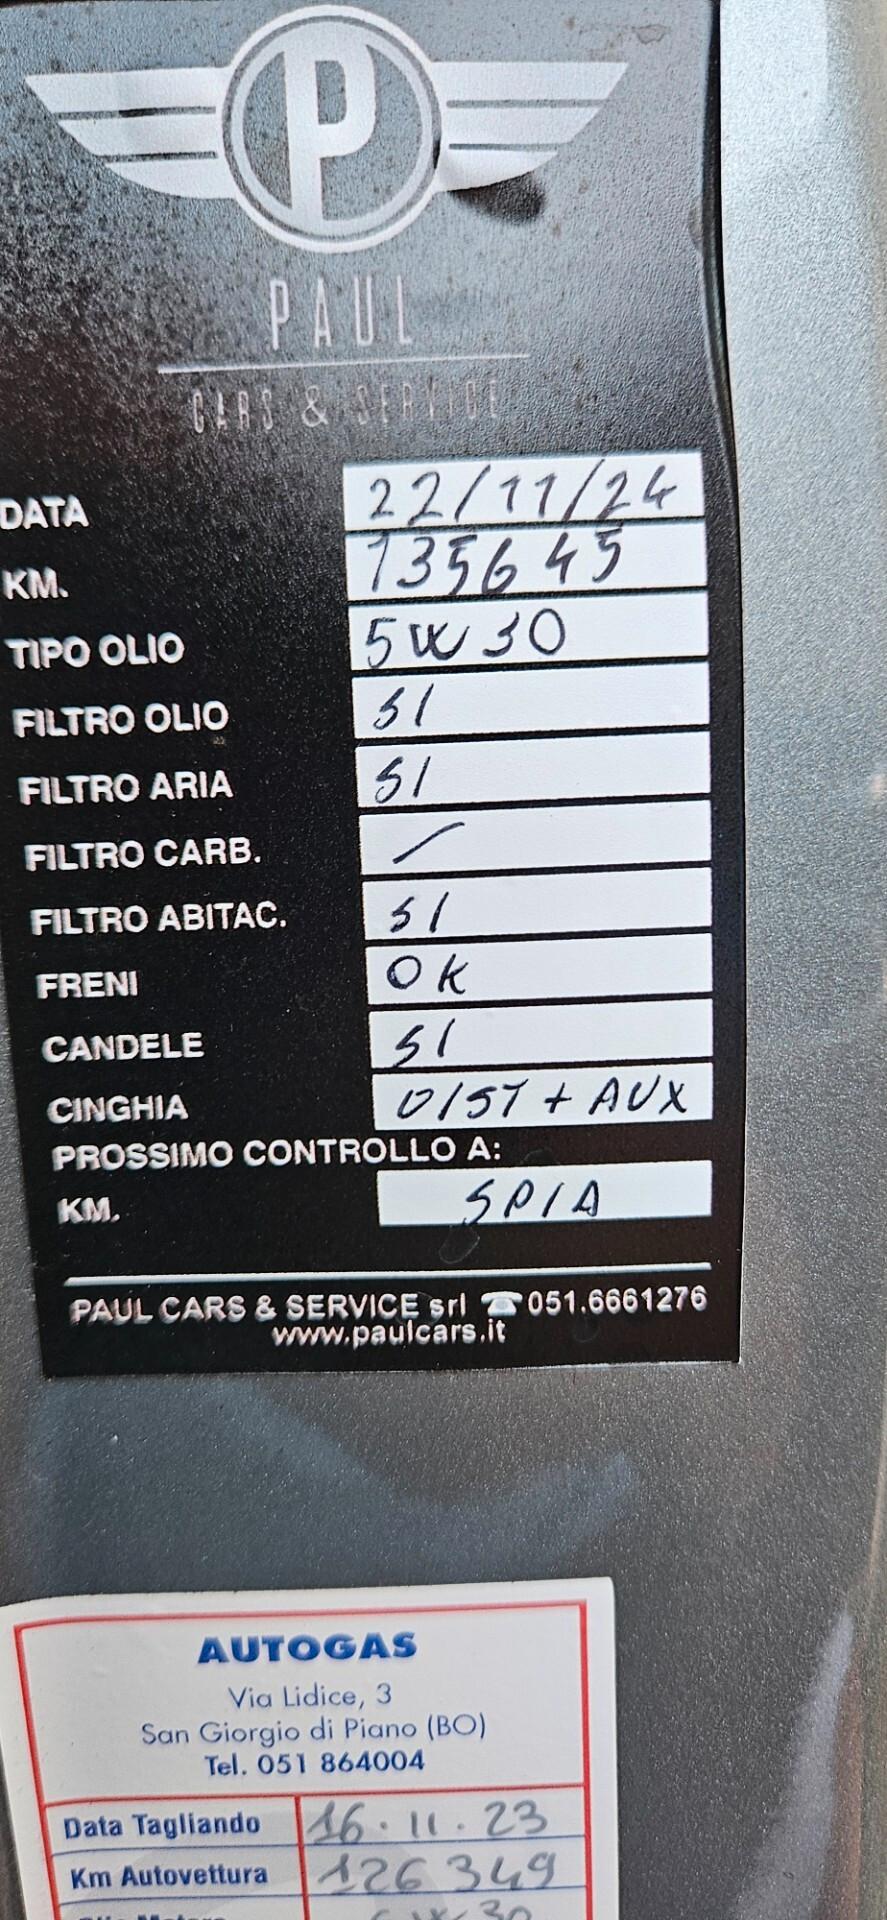 P
PAUL
CARS & SERVICE
DATA 22/11/24
KM. 135645
TIPO OLIO 5W30
FILTRO OLIO SI
FILTRO ARIA SI
FILTRO CARB. /
FILTRO ABITAC. SI
FRENI OK
CANDELE SI
CINGHIA DIST + AUX
PROSSIMO CONTROLLO A:
KM. SPIA
PAUL CARS & SERVICE srl ☎ 051.6661276
www.paulcars.it
AUTOGAS
Via Lidice, 3
San Giorgio di Piano (BO)
Tel. 051 864004
Data Tagliando 16.11.23
Km Autovettura 126349